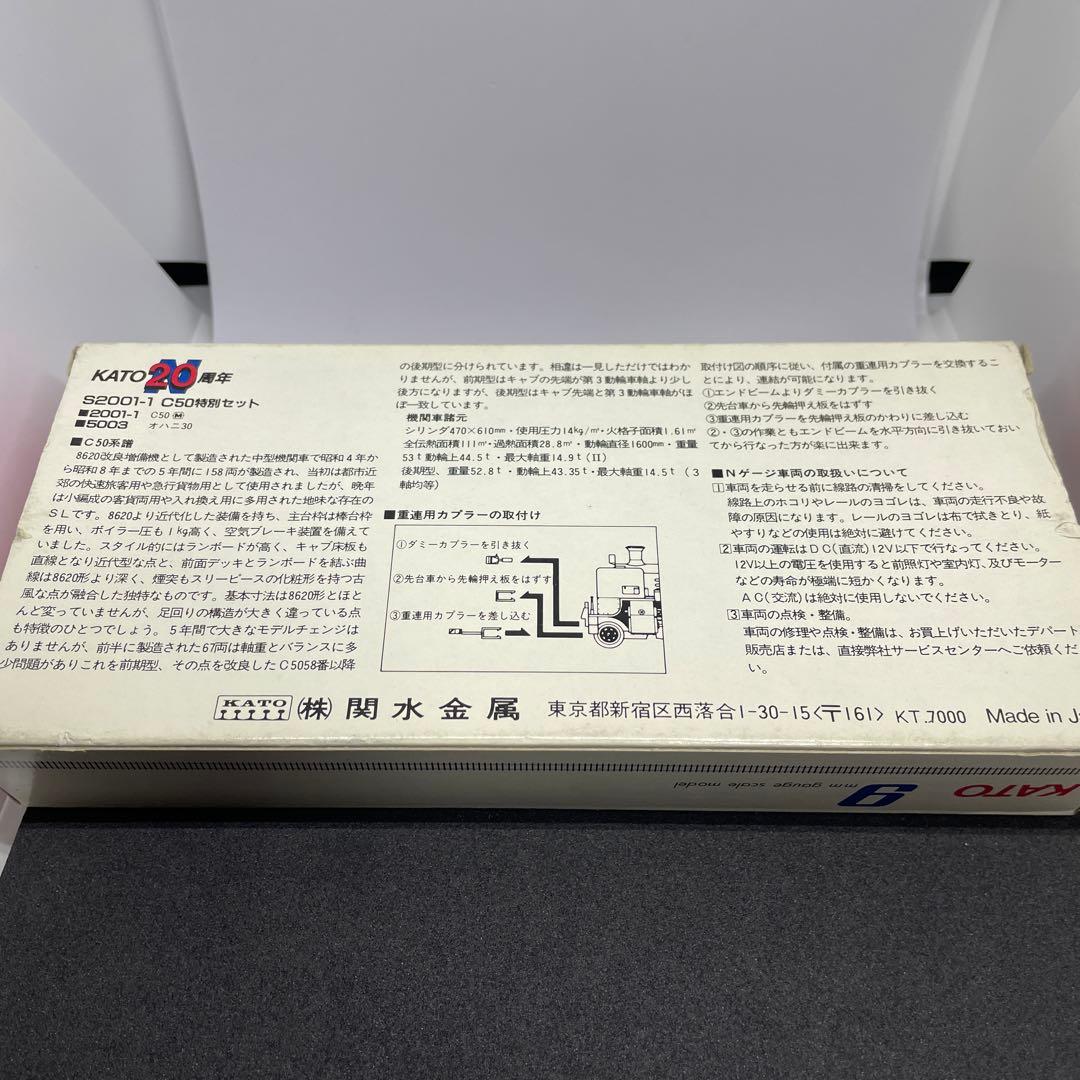 KATO N20周年
S2001-1 C50特別セット
■2001-1 C50Ⓜ
■5003 オハニ30
■C50系譜
8620改良増備機として製造された中型機関車で昭和4年か
ら昭和8年までの5年間に158両が製造され、当初は都市近
郊の快速旅客用や急行貨物用として使用されましたが、晩年
は小編成の客貨両用や入れ換え用に多用された地味な存在の
SLです。8620より近代化した装備を持ち、主台枠は棒台枠
を用い、ボイラー圧も1kg高く、空気ブレーキ装置を備えて
いました。スタイル的にはランボードが高く、キャブ床板も
直線となり近代型な点と、前面デッキとランボードを結ぶ曲
線は8620形より深く、煙突もスリーピースの化粧形を持つ古
風な点が融合した独特なものです。基本寸法は8620形とほと
んど変っていませんが、足回りの構造が大きく違っている点
も特徴のひとつでしょう。5年間で大きなモデルチェンジは
ありませんが、前半に製造された67両は軸重とバランスに多
少問題がありこれを前期型、その点を改良したC5058番以降
の後期型に分けられています。相違は一見しただけではわか
りませんが、前期型はキャブの先端が第3動輪車軸より少し
後方になりますが、後期型はキャブ先端と第3動輪車軸がほ
ぼ一致しています。
機関車諸元
シリンダ470×610mm・使用圧力14kg/㎠・火格子面積1.61㎡
全伝熱面積111㎡・過熱面積28.8㎡・動輪直径1600mm・重量
53t動輪上44.5t・最大軸重14.9t(II)
後期型、重量52.8t・動輪上43.35t・最大軸重14.5t(3
軸均等)
■重連用カプラーの取付け
①ダミーカプラーを引き抜く
②先台車から先輪押え板をはずす
③重連用カプラーを差し込む
取付け図の順序に従い、付属の重連用カプラーを交換するこ
とにより、連結が可能になります。
①エンドビームよりダミーカプラーを引き抜く
②先台車から先輪押え板をはずす
③重連用カプラーを先輪押え板のかわりに差し込む
②・③の作業ともエンドビームを水平方向に引き抜いておい
てから行なった方が楽に出来ます。
■Nゲージ車両の取扱いについて
1車両を走らせる前に線路の清掃をしてください。
線路上のホコリやレールのヨゴレは、車両の走行不良や故
障の原因になります。レールのヨゴレは布で拭きとり、紙
やすりなどの使用は絶対に避けてください。
2車両の運転はDC(直流)12V以下で行なってください。
12V以上の電圧を使用すると前照灯や室内灯、及びモーター
などの寿命が極端に短かくなります。
AC(交流)は絶対に使用しないでください。
3車両の点検・整備。
車両の修理や点検・整備は、お買上げいただいたデパート
販売店または、直接弊社サービスセンターへご依頼くだ
い。
KATO (株)関水金属 東京都新宿区西落合1-30-15〈〒161〉 KT.7000 Made in J
KATO 9 mm gauge scale model